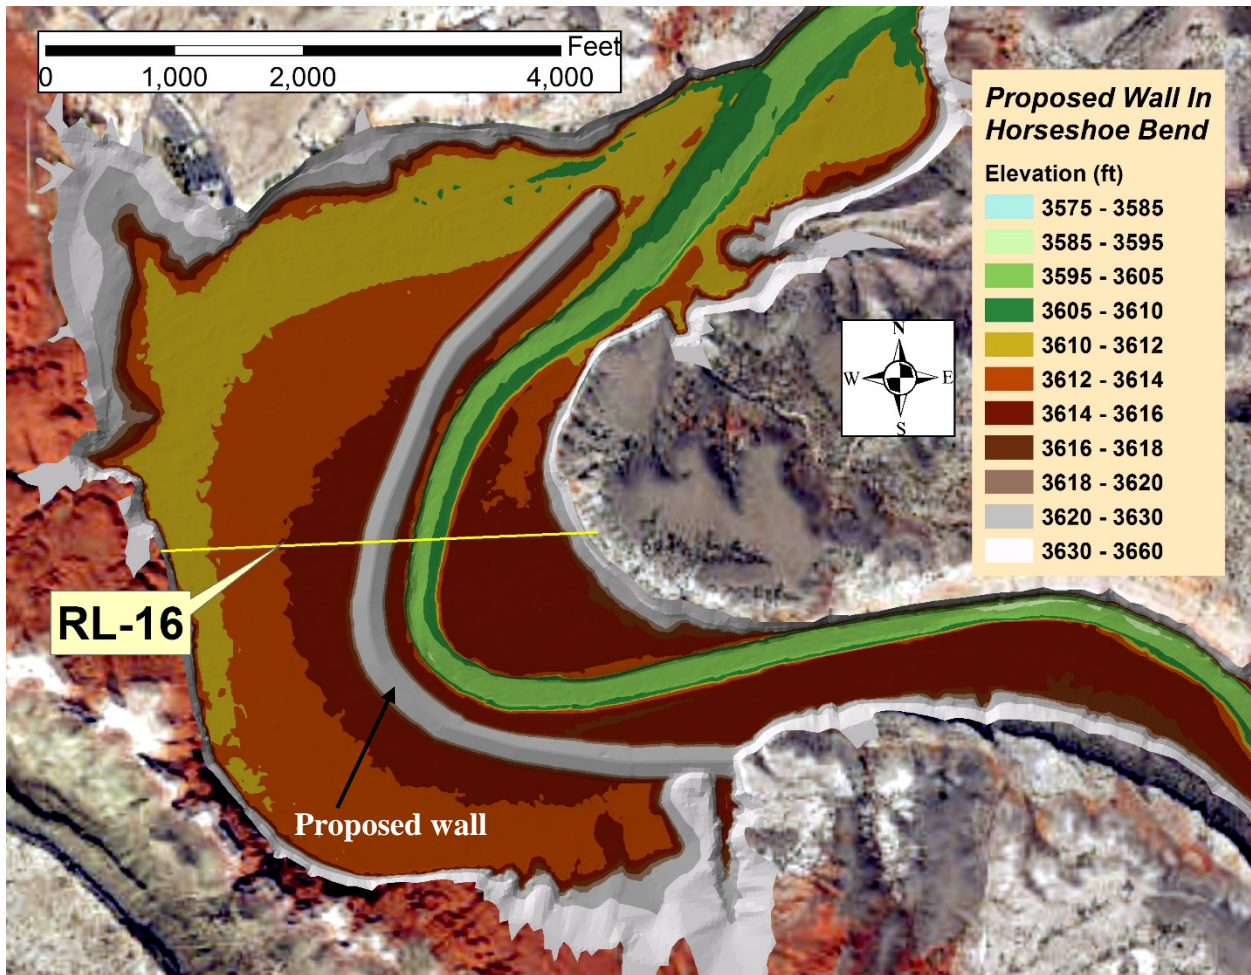 Feet
0 1,000 2,000 4,000
Proposed Wall In
Horseshoe Bend
Elevation (ft)
3575 - 3585
3585 - 3595
3595 - 3605
3605 - 3610
3610 - 3612
3612 - 3614
3614 - 3616
3616 - 3618
3618 - 3620
3620 - 3630
3630 - 3660
N
W E
S
RL-16
Proposed wall